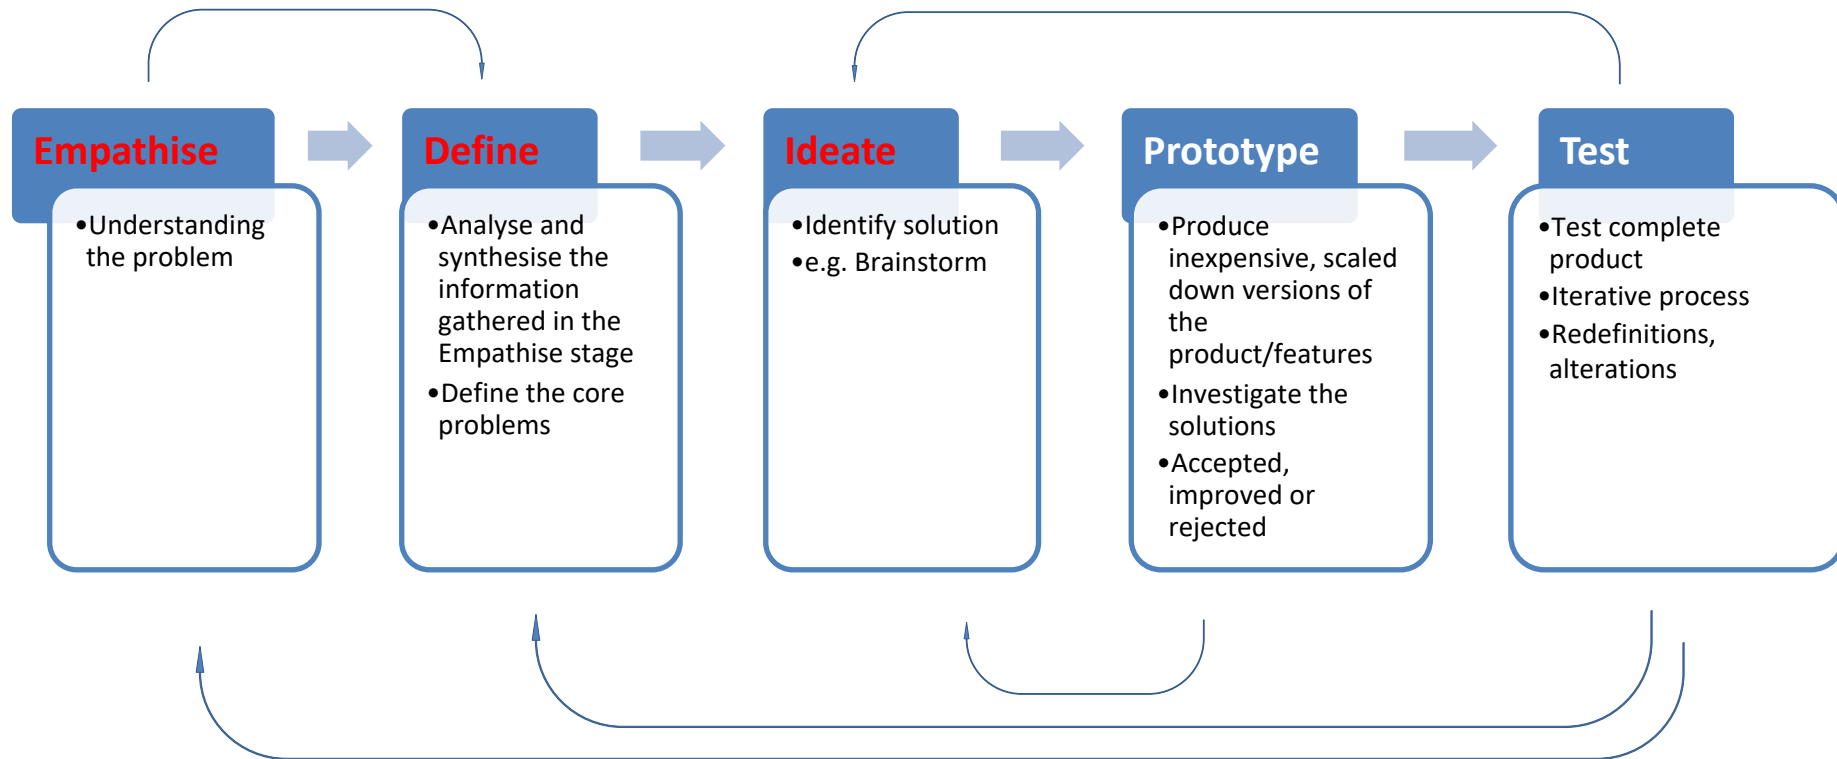 Empathise
•Understanding
the problem
Define
•Analyse and
synthesise the
information
gathered in the
Empathise stage
•Define the core
problems
Ideate
•Identify solution
•e.g. Brainstorm
Prototype
•Produce
inexpensive, scaled
down versions of
the
product/features
•Investigate the
solutions
•Accepted,
improved or
rejected
Test
•Test complete
product
•Iterative process
•Redefinitions,
alterations